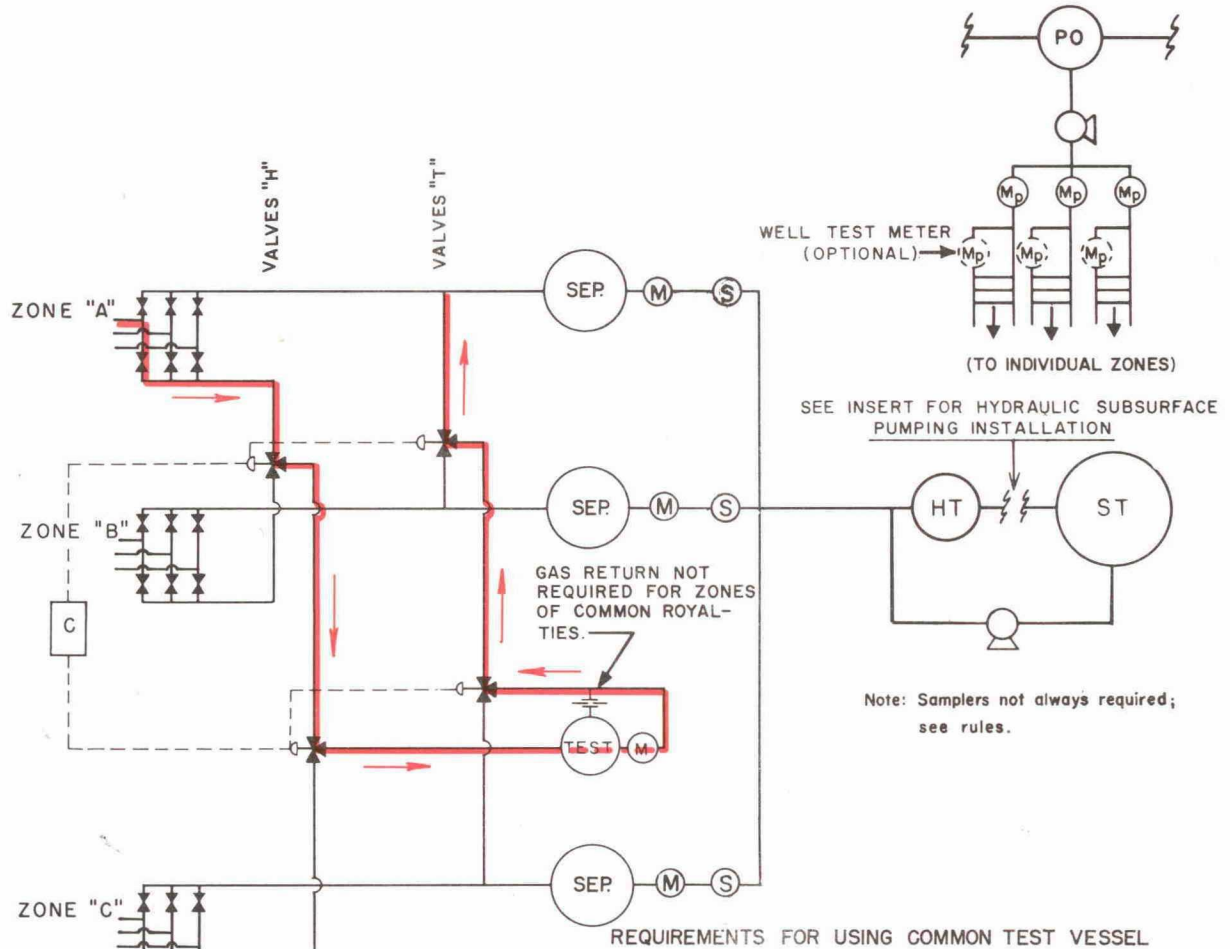 PO
Mp Mp Mp
WELL TEST METER
(OPTIONAL)
Mp Mp Mp
(TO INDIVIDUAL ZONES)
VALVES "H"
VALVES "T"
ZONE "A"
SEP.
M
S
SEE INSERT FOR HYDRAULIC SUBSURFACE
PUMPING INSTALLATION
ZONE "B"
SEP.
M
S
HT
ST
GAS RETURN NOT
REQUIRED FOR ZONES
OF COMMON ROYAL-
TIES.
C
Note: Samplers not always required;
see rules.
TEST
M
ZONE "C"
SEP.
M
S
REQUIREMENTS FOR USING COMMON TEST VESSEL